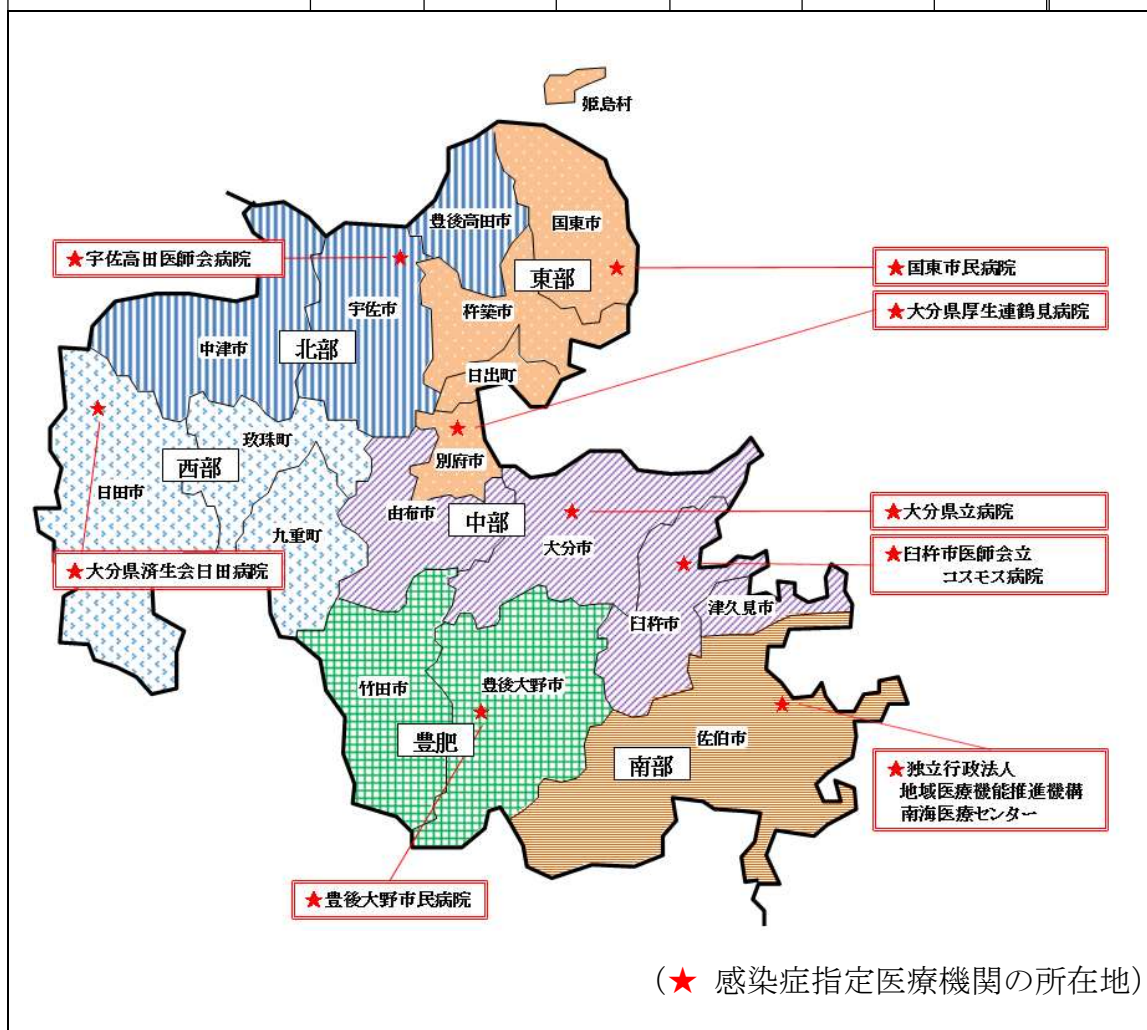 姫島村
豊後高田市
国東市
★宇佐高田医師会病院
東部
★国東市民病院
宇佐市
杵築市
★大分県厚生連鶴見病院
中津市
北部
日出町
玖珠町
別府市
西部
日田市
由布市
中部
★大分県立病院
九重町
大分市
★臼杵市医師会立
コスモス病院
★大分県済生会日田病院
津久見市
臼杵市
竹田市
豊後大野市
豊肥
佐伯市
南部
★独立行政法人
地域医療機能推進機構
南海医療センター
★豊後大野市民病院
(★ 感染症指定医療機関の所在地)